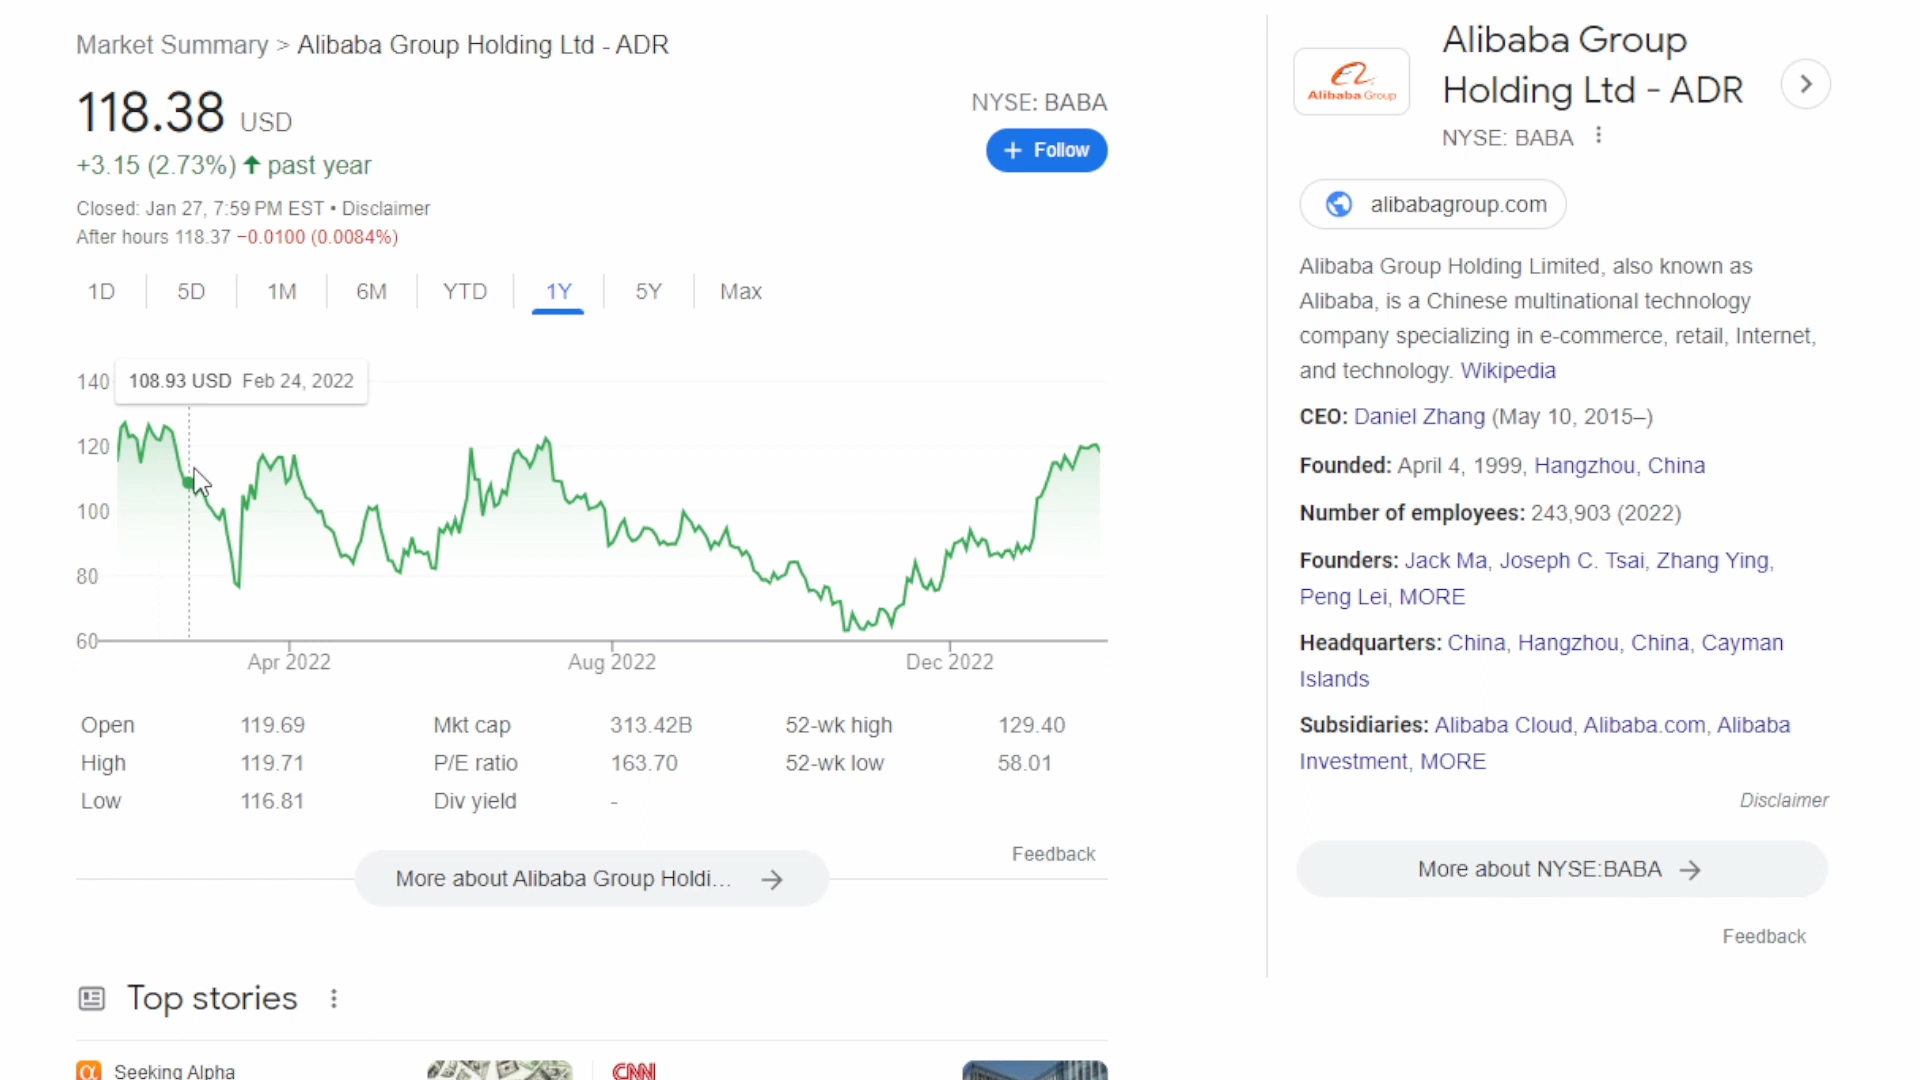 Market Summary > Alibaba Group Holding Ltd - ADR
118.38 USD
+3.15 (2.73%) ↑ past year
Closed: Jan 27, 7:59 PM EST • Disclaimer
After hours 118.37 −0.0100 (0.0084%)
NYSE: BABA
+ Follow
1D 5D 1M 6M YTD 1Y 5Y Max
108.93 USD Feb 24, 2022
140
120
100
80
60
Apr 2022 Aug 2022 Dec 2022
Open 119.69 Mkt cap 313.42B 52-wk high 129.40
High 119.71 P/E ratio 163.70 52-wk low 58.01
Low 116.81 Div yield -
Feedback
More about Alibaba Group Holdi... →
Top stories
Seeking Alpha
CNN
Alibaba Group
Alibaba Group
Holding Ltd - ADR
NYSE: BABA
alibabagroup.com
Alibaba Group Holding Limited, also known as
Alibaba, is a Chinese multinational technology
company specializing in e-commerce, retail, Internet,
and technology. Wikipedia
CEO: Daniel Zhang (May 10, 2015–)
Founded: April 4, 1999, Hangzhou, China
Number of employees: 243,903 (2022)
Founders: Jack Ma, Joseph C. Tsai, Zhang Ying,
Peng Lei, MORE
Headquarters: China, Hangzhou, China, Cayman
Islands
Subsidiaries: Alibaba Cloud, Alibaba.com, Alibaba
Investment, MORE
Disclaimer
More about NYSE:BABA →
Feedback